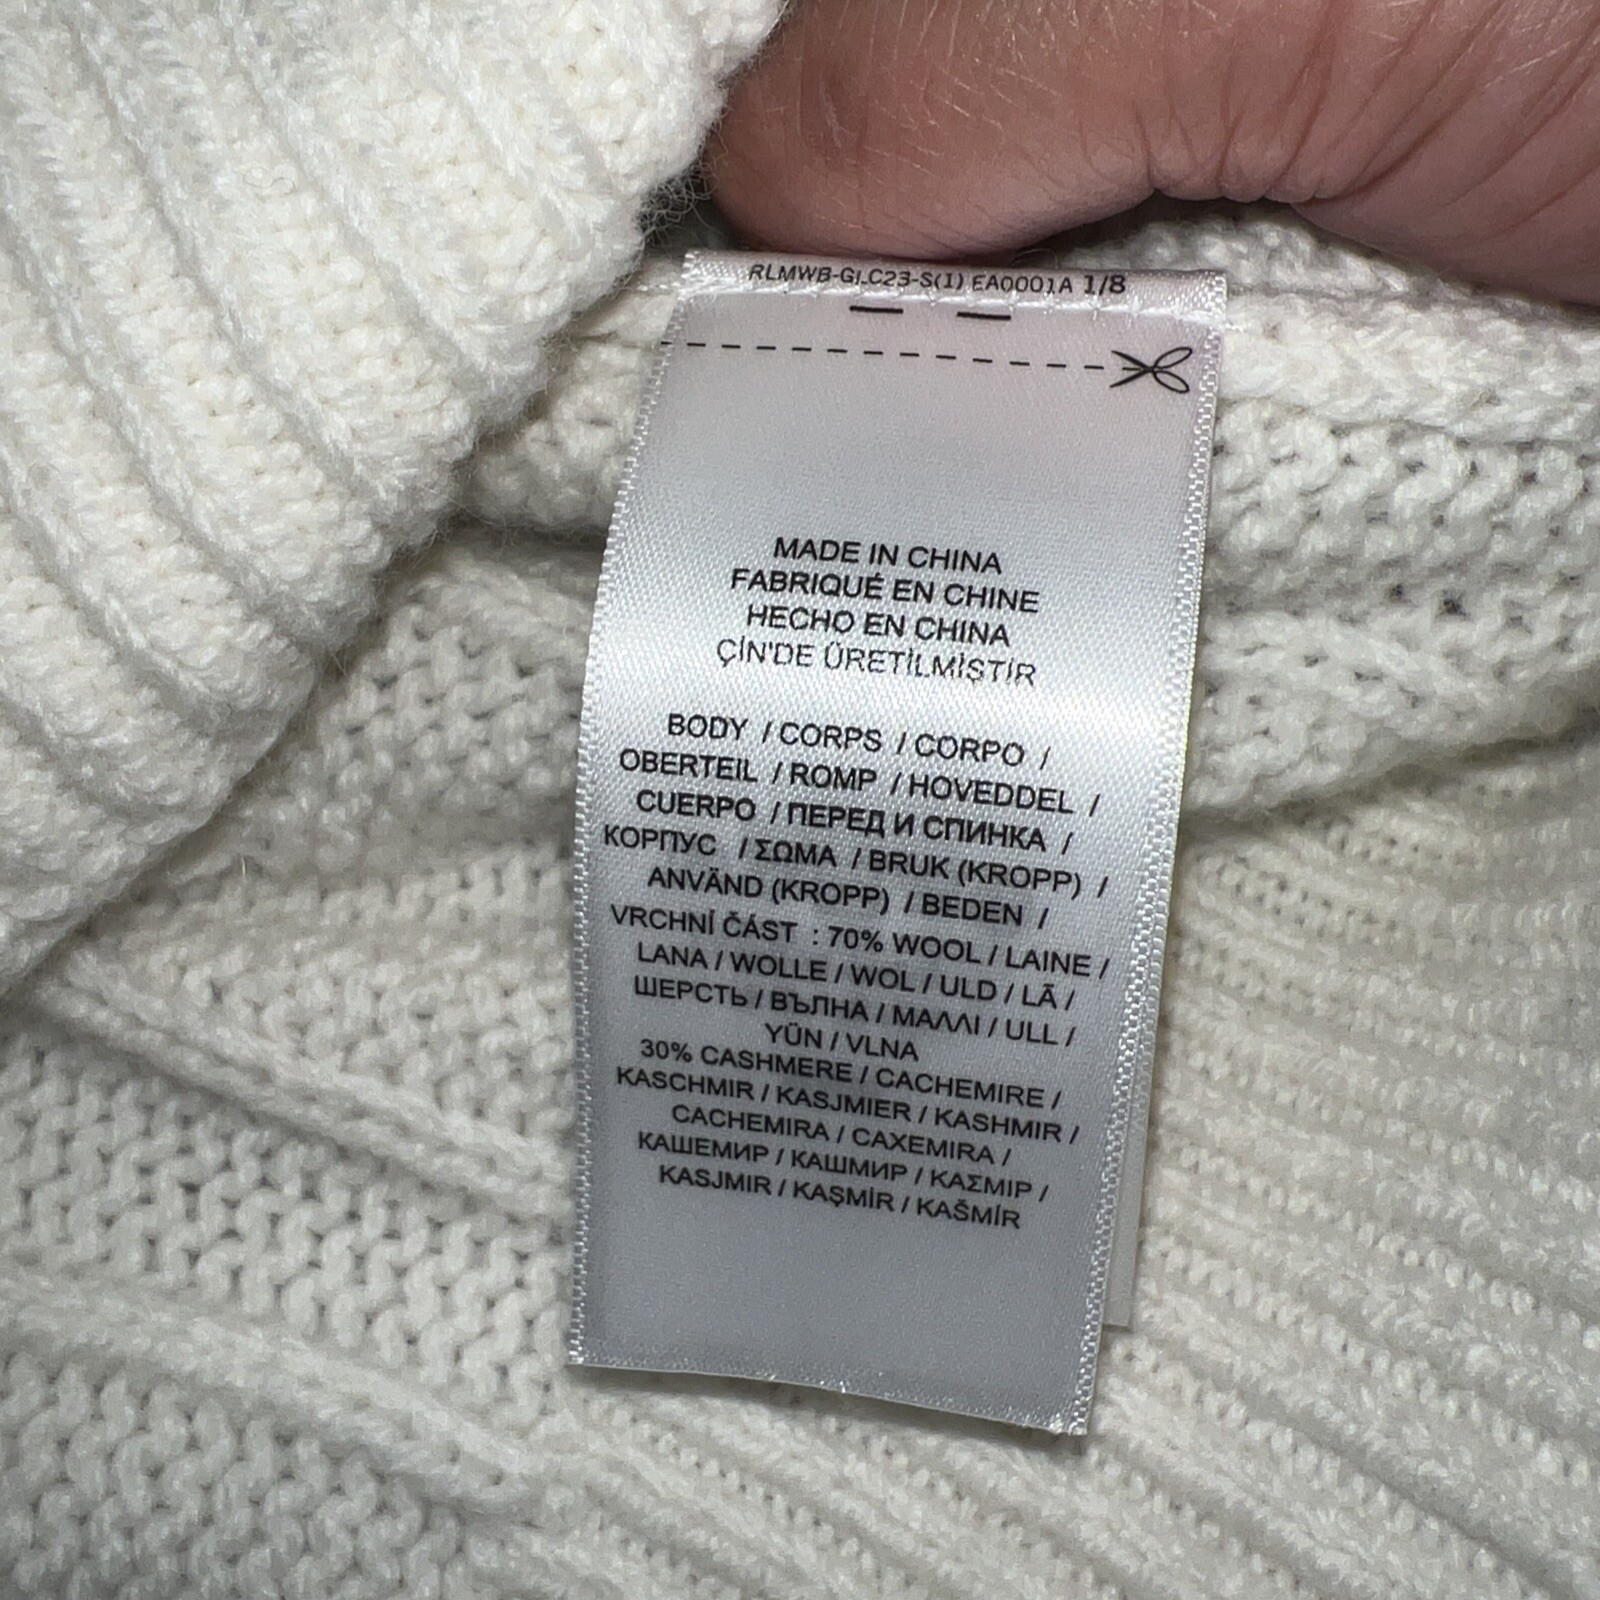 RLMWB-GLC23-S(1) EA0001A 1/8
MADE IN CHINA
FABRIQUÉ EN CHINE
HECHO EN CHINA
ÇİN'DE ÜRETİLMİŞTİR
BODY / CORPS / CORPO /
OBERTEIL / ROMP / HOVEDDEL /
CUERPO / ПЕРЕД И СПИНКА /
КОРПУС / ΣΩΜΑ / BRUK (KROPP) /
ANVÄND (KROPP) / BEDEN /
VRCHNÍ ČÁST : 70% WOOL / LAINE /
LANA / WOLLE / WOL / ULD / LÃ /
ШЕРСТЬ / ВЪЛНА / ΜΑΛΛΙ / ULL /
YÜN / VLNA
30% CASHMERE / CACHEMIRE /
KASCHMIR / KASJMIER / KASHMIR /
CACHEMIRA / CAXEMIRA /
КАШЕМИР / КАШМИР / ΚΑΣΜΙΡ /
KASJMIR / KAŞMİR / KAŠMÍR